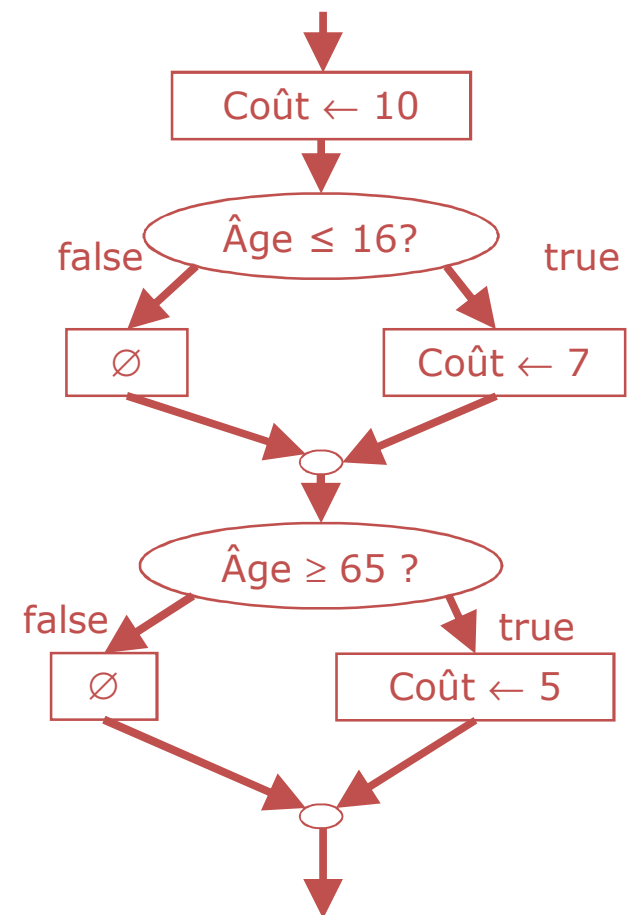 Coût ← 10
Âge ≤ 16?
false
true
∅
Coût ← 7
Âge ≥ 65 ?
false
true
∅
Coût ← 5